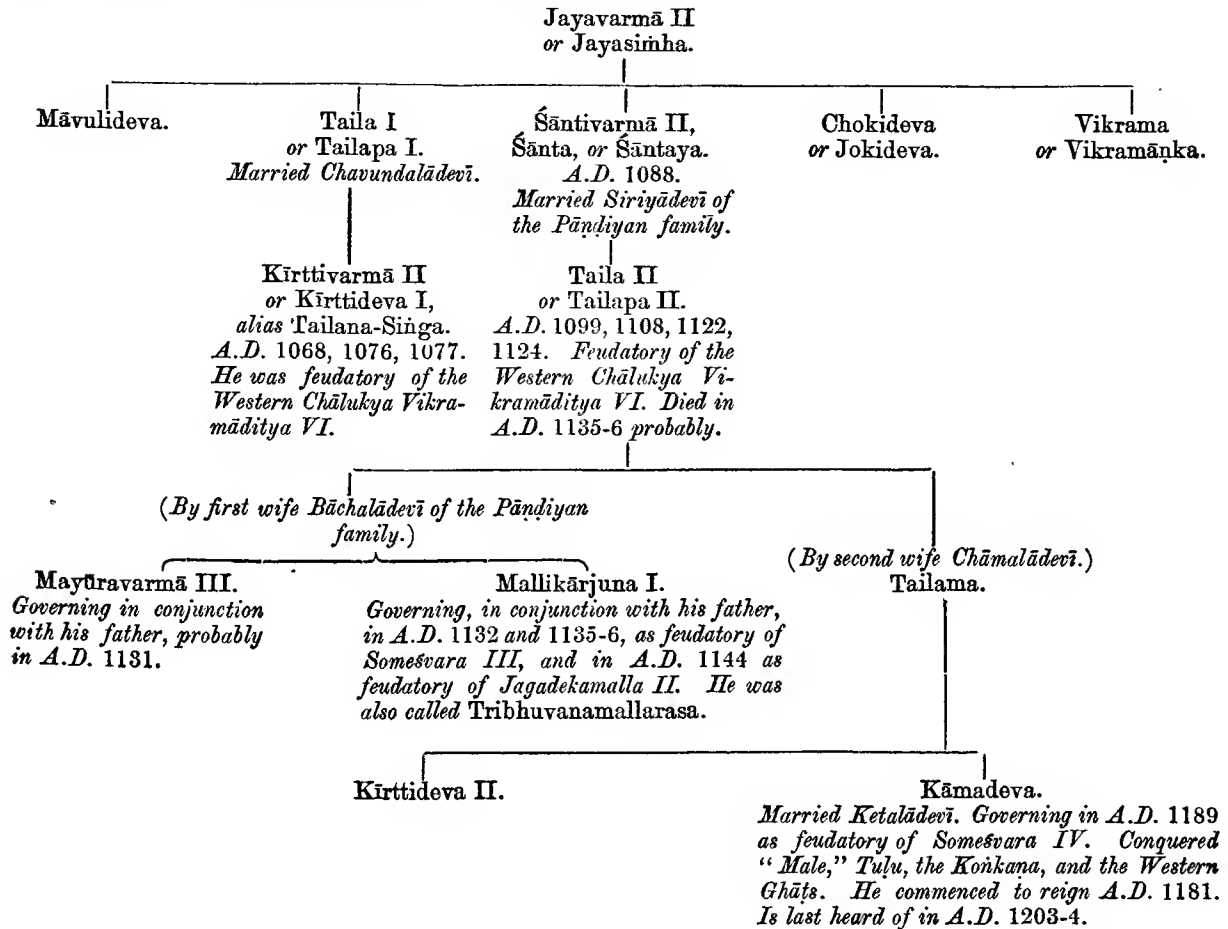 Jayavarmā II
or Jayasiṁha.
Māvulideva.
Taila I
or Tailapa I.
Married Chavundalādevī.
Śāntivarmā II,
Śānta, or Śāntaya.
A.D. 1088.
Married Siriyādevī of
the Pāṇḍiyan family.
Chokideva
or Jokideva.
Vikrama
or Vikramāṇka.
Kīrttivarmā II
or Kīrttideva I,
alias Tailana-Siṅga.
A.D. 1068, 1076, 1077.
He was feudatory of the
Western Chālukya Vikra-
māditya VI.
Taila II
or Tailapa II.
A.D. 1099, 1108, 1122,
1124. Feudatory of the
Western Chālukya Vi-
kramāditya VI. Died in
A.D. 1135-6 probably.
(By first wife Bāchalādevī of the Pāṇḍiyan
family.)
Mayūravarmā III.
Governing in conjunction
with his father, probably
in A.D. 1131.
Mallikārjuna I.
Governing, in conjunction with his father,
in A.D. 1132 and 1135-6, as feudatory of
Someśvara III, and in A.D. 1144 as
feudatory of Jagadekamalla II. He was
also called Tribhuvanamallarasa.
(By second wife Chāmalādevī.)
Tailama.
Kīrttideva II.
Kāmadeva.
Married Ketalādevī. Governing in A.D. 1189
as feudatory of Someśvara IV. Conquered
"Male," Tuḷu, the Koṅkaṇa, and the Western
Ghāṭs. He commenced to reign A.D. 1181.
Is last heard of in A.D. 1203-4.